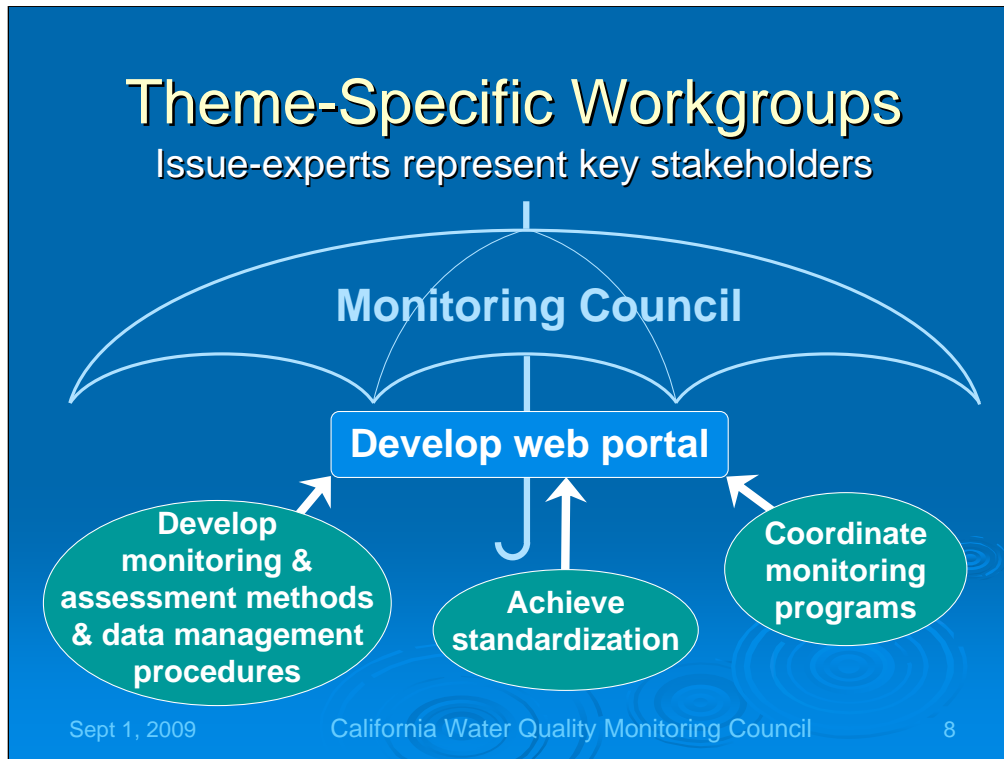 Theme-Specific Workgroups
Issue-experts represent key stakeholders
Monitoring Council
Develop web portal
Develop
monitoring &
assessment methods
& data management
procedures
Achieve
standardization
Coordinate
monitoring
programs
Sept 1, 2009
California Water Quality Monitoring Council
8